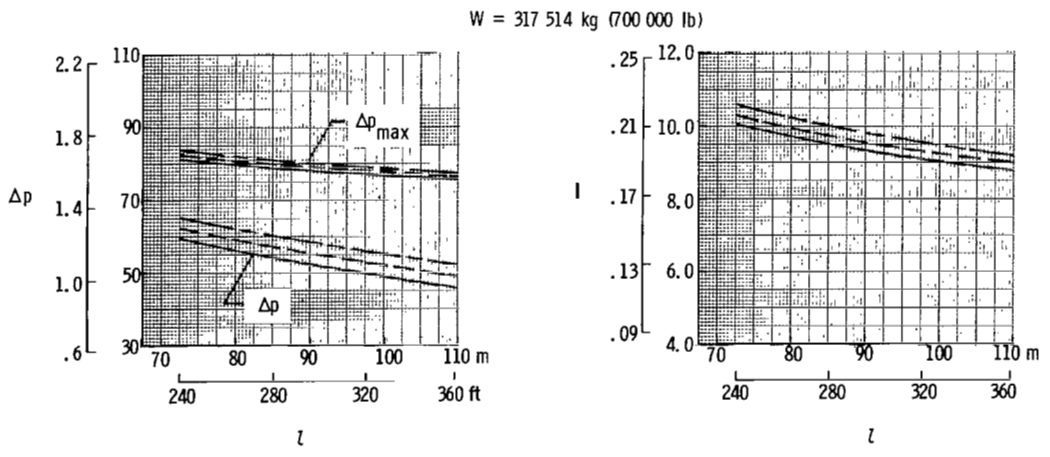 W = 317 514 kg (700 000 lb)
2.2
1.8
1.4
1.0
.6
Δp
110
90
70
50
30
Δp max
Δp
70 80 90 100 110 m
240 280 320 360 ft
l
.25
.21
.17
.13
.09
I
12.0
10.0
8.0
6.0
4.0
70 80 90 100 110 m
240 280 320 360
l